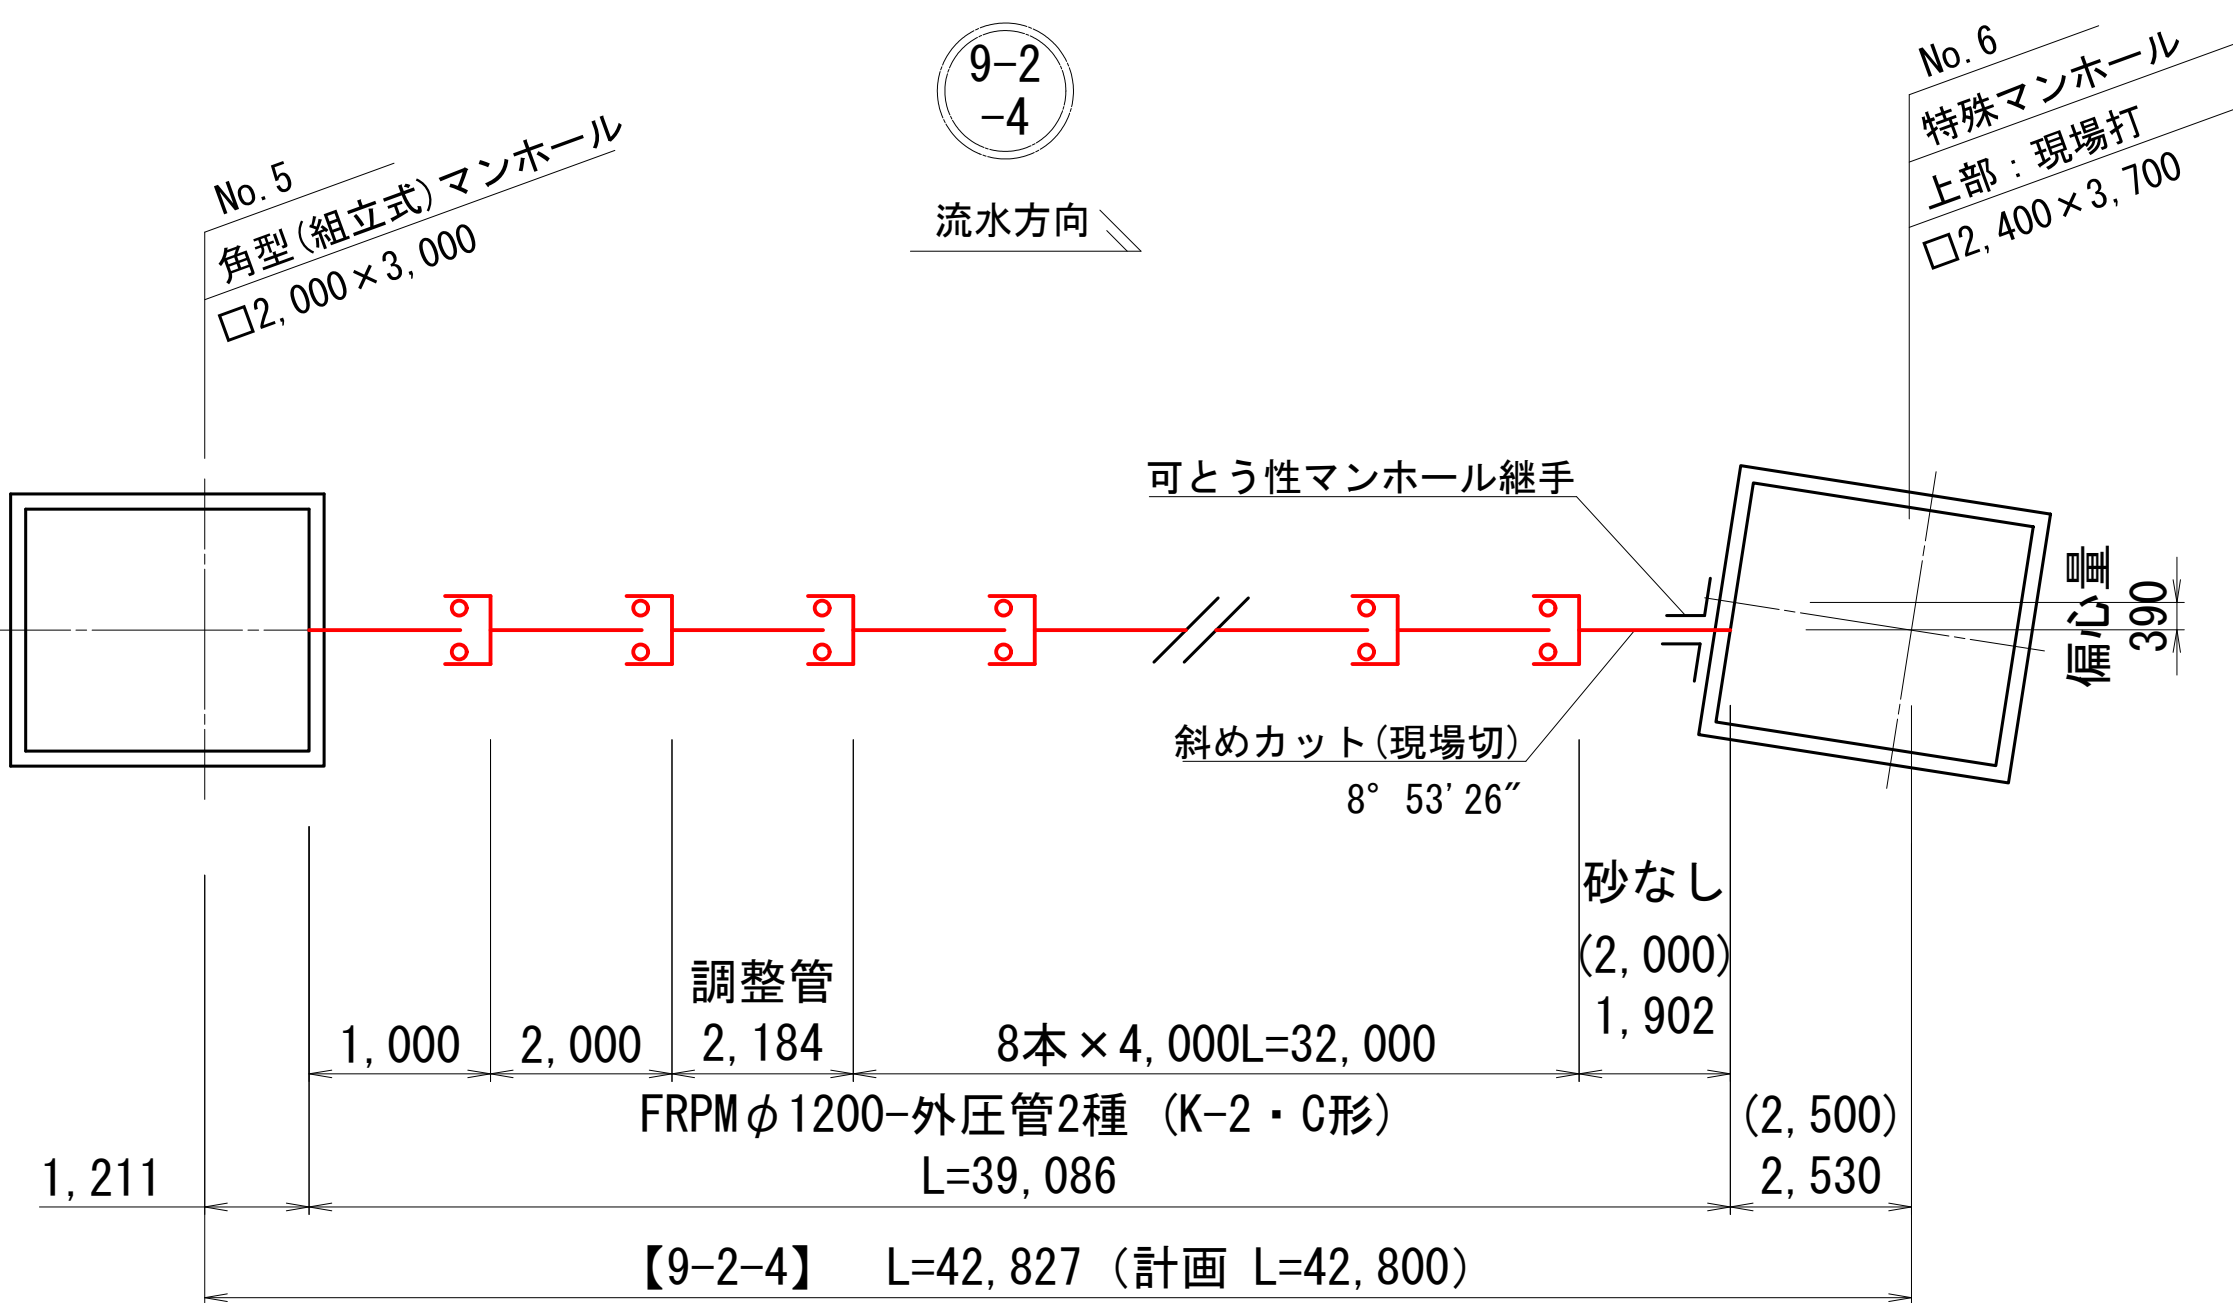 9-2
-4
流水方向
No.5
角型(組立式)マンホール
□2,000×3,000
No.6
特殊マンホール
上部:現場打
□2,400×3,700
可とう性マンホール継手
偏心量
390
斜めカット(現場切)
8° 53'26"
砂なし
(2,000)
1,902
調整管
1,000
2,000
2,184
8本×4,000L=32,000
FRPMφ1200-外圧管2種 (K-2・C形)
(2,500)
1,211
L=39,086
2,530
【9-2-4】 L=42,827 (計画 L=42,800)